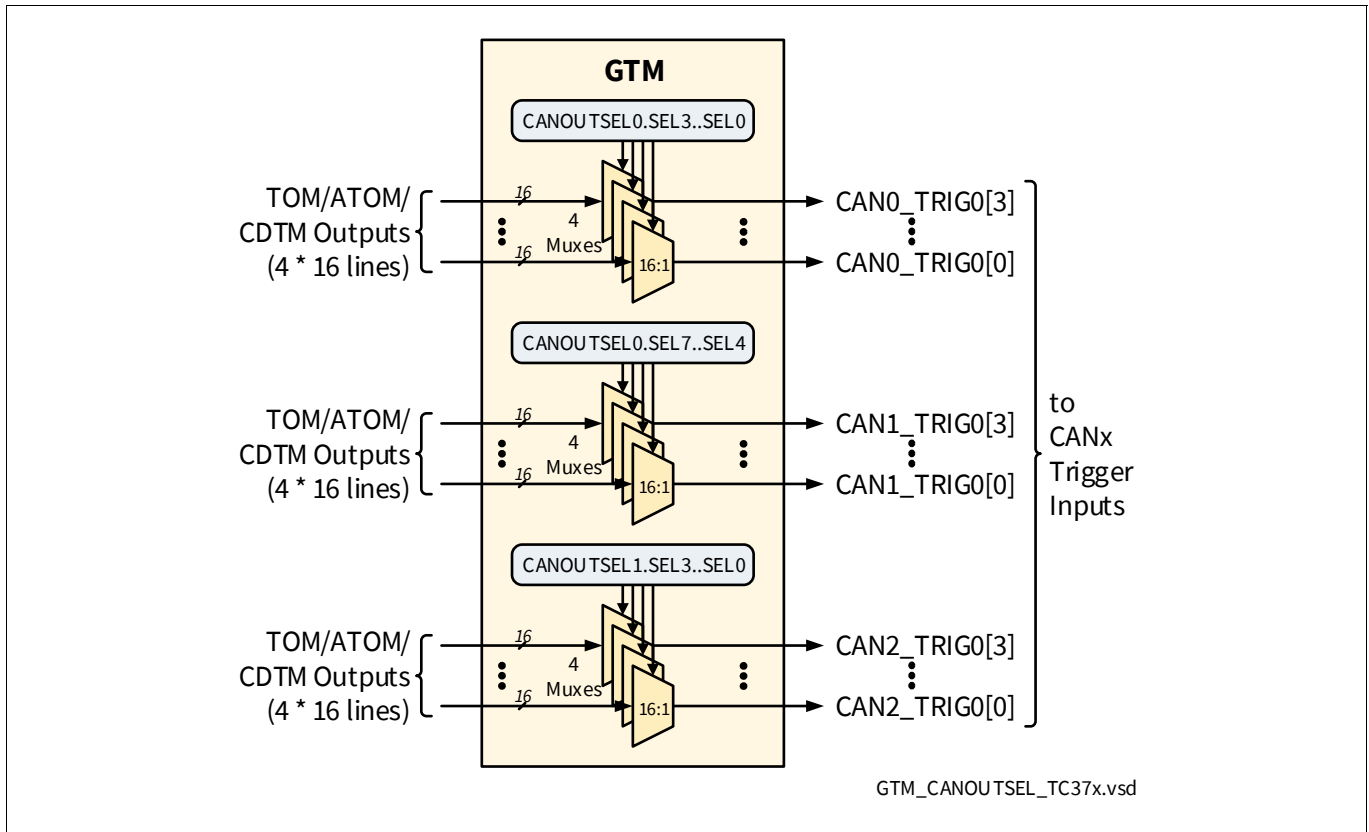 GTM
CANOUTSEL0.SEL3..SEL0
TOM/ATOM/
CDTM Outputs
(4 * 16 lines)
16
16
4
Muxes
16:1
CAN0_TRIG0[3]
CAN0_TRIG0[0]
CANOUTSEL0.SEL7..SEL4
TOM/ATOM/
CDTM Outputs
(4 * 16 lines)
16
16
4
Muxes
16:1
CAN1_TRIG0[3]
CAN1_TRIG0[0]
to
CANx
Trigger
Inputs
CANOUTSEL1.SEL3..SEL0
TOM/ATOM/
CDTM Outputs
(4 * 16 lines)
16
16
4
Muxes
16:1
CAN2_TRIG0[3]
CAN2_TRIG0[0]
GTM_CANOUTSEL_TC37x.vsd